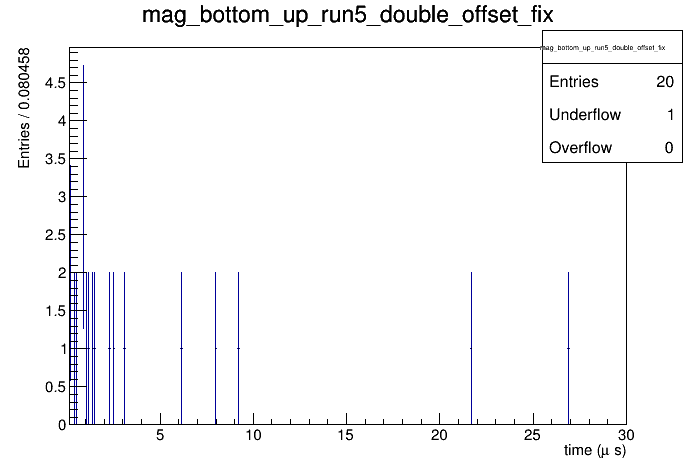 mag_bottom_up_run5_double_offset_fix
mag_bottom_up_run5_double_offset_fix
Entries 20
Underflow 1
Overflow 0
Entries / 0.080458
4.5
4
3.5
3
2.5
2
1.5
1
0.5
0
5 10 15 20 25 30
time (μ s)